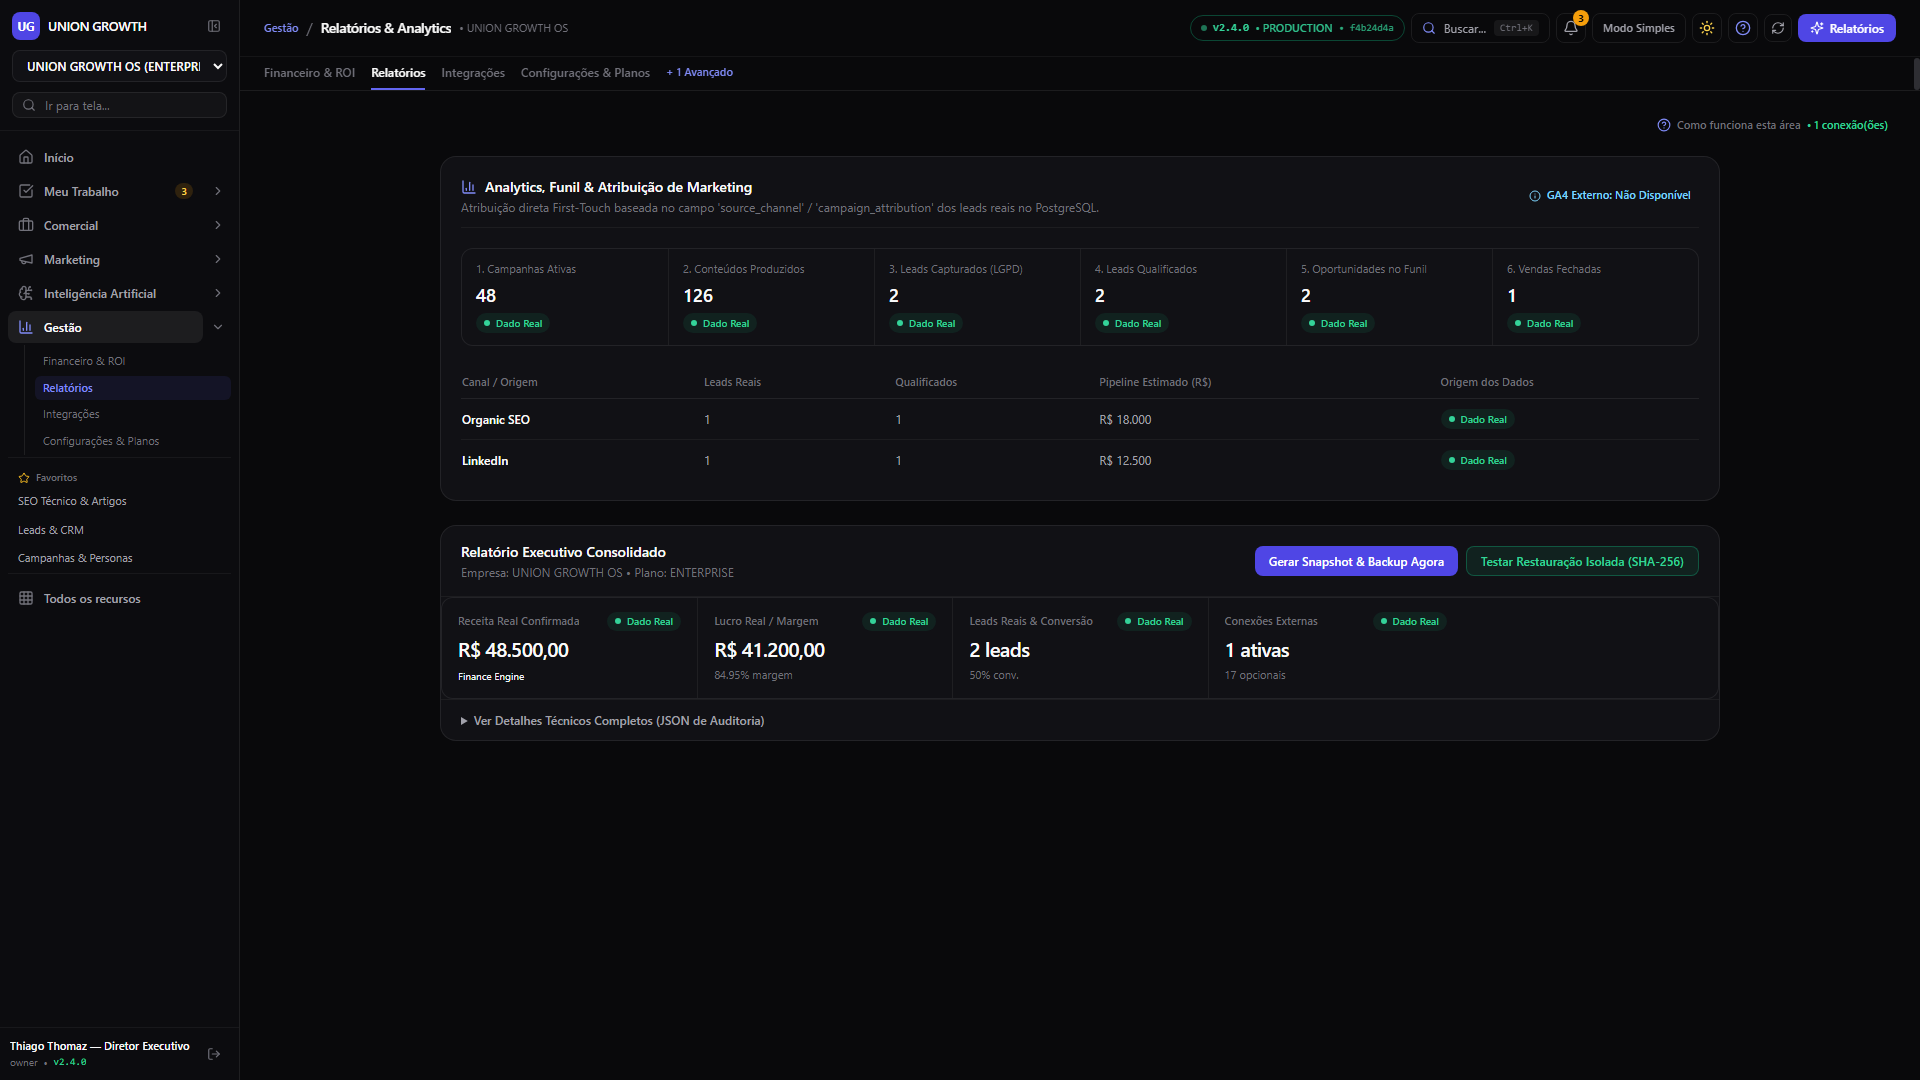 UG UNION GROWTH
UNION GROWTH OS (ENTERPRI
Ir para tela...
Início
Meu Trabalho 3
Comercial
Marketing
Inteligência Artificial
Gestão
Financeiro & ROI
Relatórios
Integrações
Configurações & Planos
Favoritos
SEO Técnico & Artigos
Leads & CRM
Campanhas & Personas
Todos os recursos
Thiago Thomaz — Diretor Executivo
owner • v2.4.0
Gestão / Relatórios & Analytics • UNION GROWTH OS
v2.4.0 • PRODUCTION • f4b24d4a
Buscar... Ctrl+K
3
Modo Simples
Relatórios
Financeiro & ROI Relatórios Integrações Configurações & Planos + 1 Avançado
Como funciona esta área • 1 conexão(ões)
Analytics, Funil & Atribuição de Marketing
Atribuição direta First-Touch baseada no campo 'source_channel' / 'campaign_attribution' dos leads reais no PostgreSQL.
GA4 Externo: Não Disponível
1. Campanhas Ativas
48
Dado Real
2. Conteúdos Produzidos
126
Dado Real
3. Leads Capturados (LGPD)
2
Dado Real
4. Leads Qualificados
2
Dado Real
5. Oportunidades no Funil
2
Dado Real
6. Vendas Fechadas
1
Dado Real
Canal / Origem Leads Reais Qualificados Pipeline Estimado (R$) Origem dos Dados
Organic SEO 1 1 R$ 18.000 Dado Real
LinkedIn 1 1 R$ 12.500 Dado Real
Relatório Executivo Consolidado
Empresa: UNION GROWTH OS • Plano: ENTERPRISE
Gerar Snapshot & Backup Agora
Testar Restauração Isolada (SHA-256)
Receita Real Confirmada Dado Real
R$ 48.500,00
Finance Engine
Lucro Real / Margem Dado Real
R$ 41.200,00
84.95% margem
Leads Reais & Conversão Dado Real
2 leads
50% conv.
Conexões Externas Dado Real
1 ativas
17 opcionais
Ver Detalhes Técnicos Completos (JSON de Auditoria)